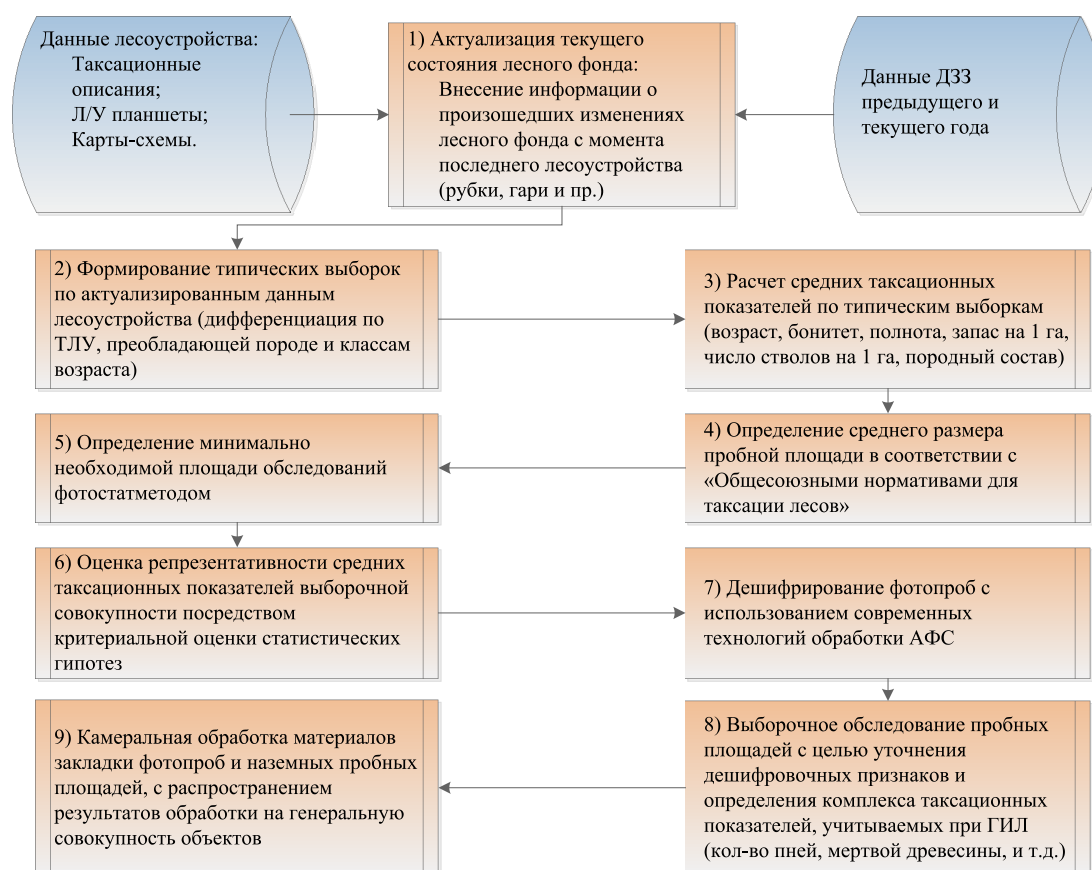 Данные лесоустройства:
Таксационные
описания;
Л/У планшеты;
Карты-схемы.
1) Актуализация текущего
состояния лесного фонда:
Внесение информации о
произошедших изменениях
лесного фонда с момента
последнего лесоустройства
(рубки, гари и пр.)
Данные ДЗЗ
предыдущего и
текущего года
2) Формирование типических выборок
по актуализированным данным
лесоустройства (дифференциация по
ТЛУ, преобладающей породе и классам
возраста)
3) Расчет средних таксационных
показателей по типическим выборкам
(возраст, бонитет, полнота, запас на 1 га,
число стволов на 1 га, породный состав)
4) Определение среднего размера
пробной площади в соответствии с
«Общесоюзными нормативами для
таксации лесов»
5) Определение минимально
необходимой площади обследований
фотостатметодом
6) Оценка репрезентативности средних
таксационных показателей выборочной
совокупности посредством
критериальной оценки статистических
гипотез
7) Дешифрирование фотопроб с
использованием современных
технологий обработки АФС
8) Выборочное обследование пробных
площадей с целью уточнения
дешифровочных признаков и
определения комплекса таксационных
показателей, учитываемых при ГИЛ
(кол-во пней, мертвой древесины, и т.д.)
9) Камеральная обработка материалов
закладки фотопроб и наземных пробных
площадей, с распространением
результатов обработки на генеральную
совокупность объектов